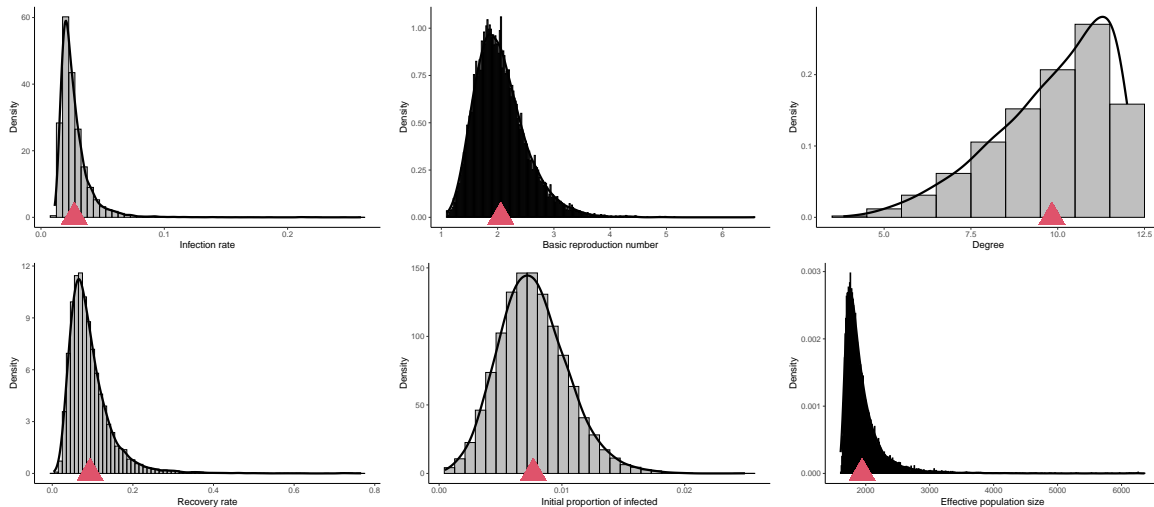 Density
60
40
20
0
0.0 0.1 0.2
Infection rate
Density
1.00
0.75
0.50
0.25
0.00
1 2 3 4 5 6
Basic reproduction number
Density
0.2
0.1
0.0
5.0 7.5 10.0 12.5
Degree
Density
12
9
6
3
0
0.0 0.2 0.4 0.6 0.8
Recovery rate
Density
150
100
50
0
0.00 0.01 0.02
Initial proportion of infected
Density
0.003
0.002
0.001
0.000
2000 3000 4000 5000 6000
Effective population size